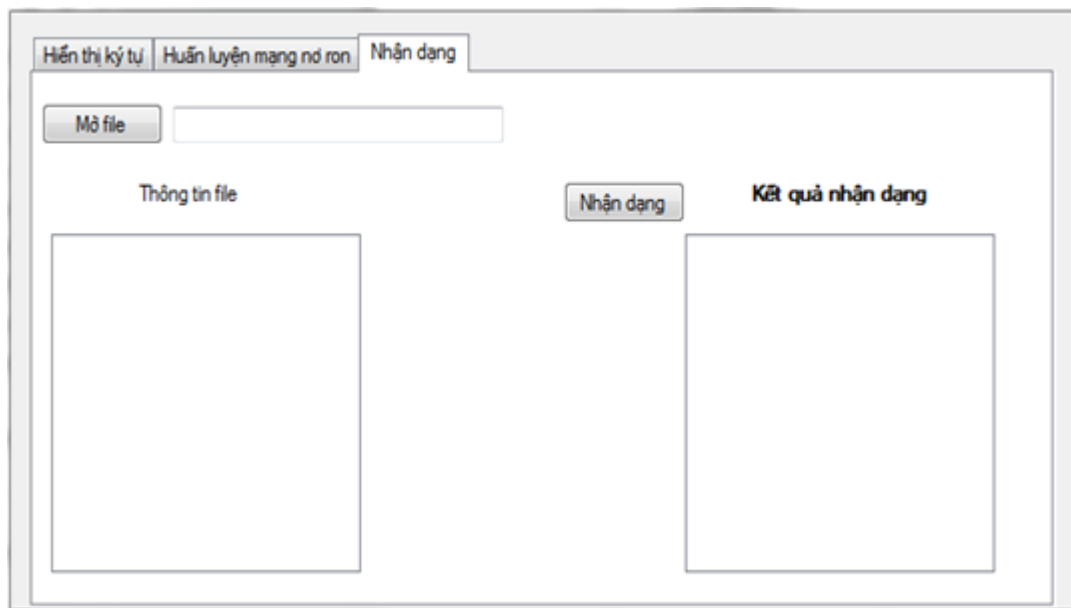 Hiển thị ký tự Huấn luyện mạng nơ ron Nhận dạng
Mở file
Thông tin file Nhận dạng Kết quả nhận dạng